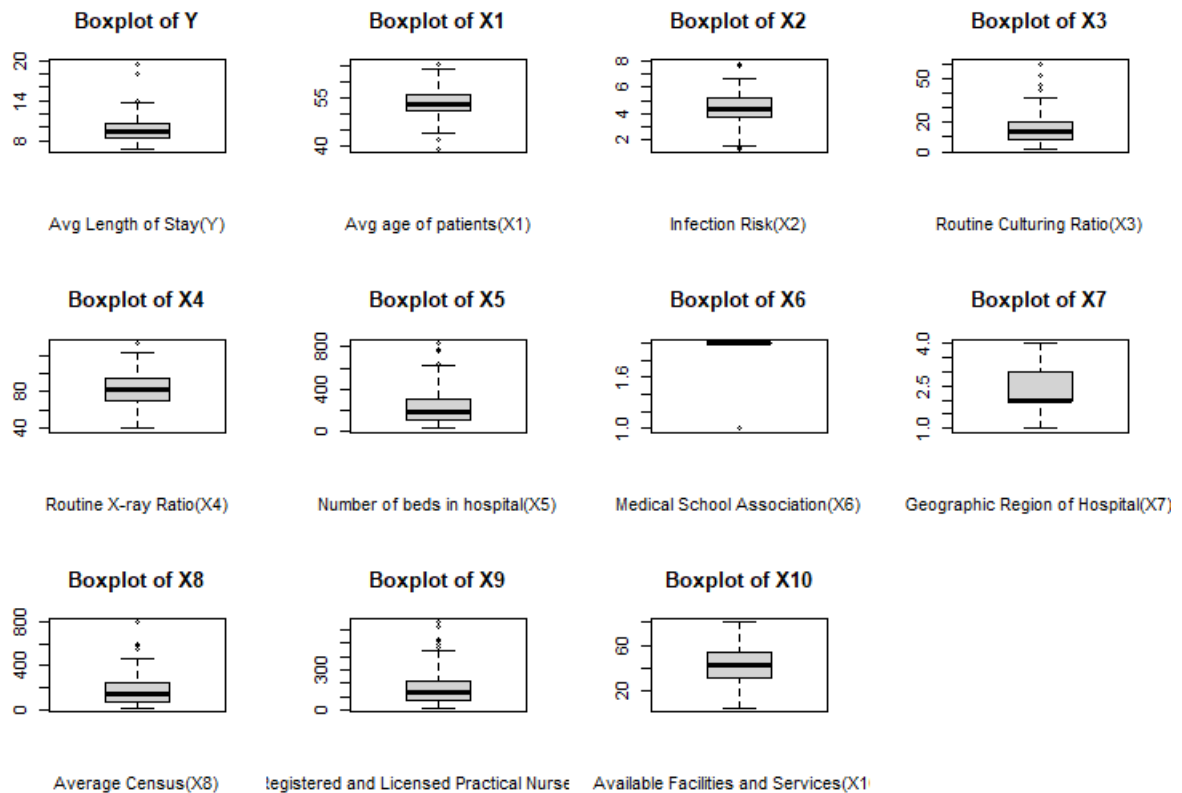 Boxplot of Y
20
14
8
Avg Length of Stay(Y)
Boxplot of X1
55
40
Avg age of patients(X1)
Boxplot of X2
8
6
4
2
Infection Risk(X2)
Boxplot of X3
50
20
0
Routine Culturing Ratio(X3)
Boxplot of X4
80
40
Routine X-ray Ratio(X4)
Boxplot of X5
800
400
0
Number of beds in hospital(X5)
Boxplot of X6
1.6
1.0
Medical School Association(X6)
Boxplot of X7
4.0
2.5
1.0
Geographic Region of Hospital(X7)
Boxplot of X8
800
400
0
Average Census(X8)
Boxplot of X9
300
0
Registered and Licensed Practical Nurse
Boxplot of X10
60
20
Available Facilities and Services(X10